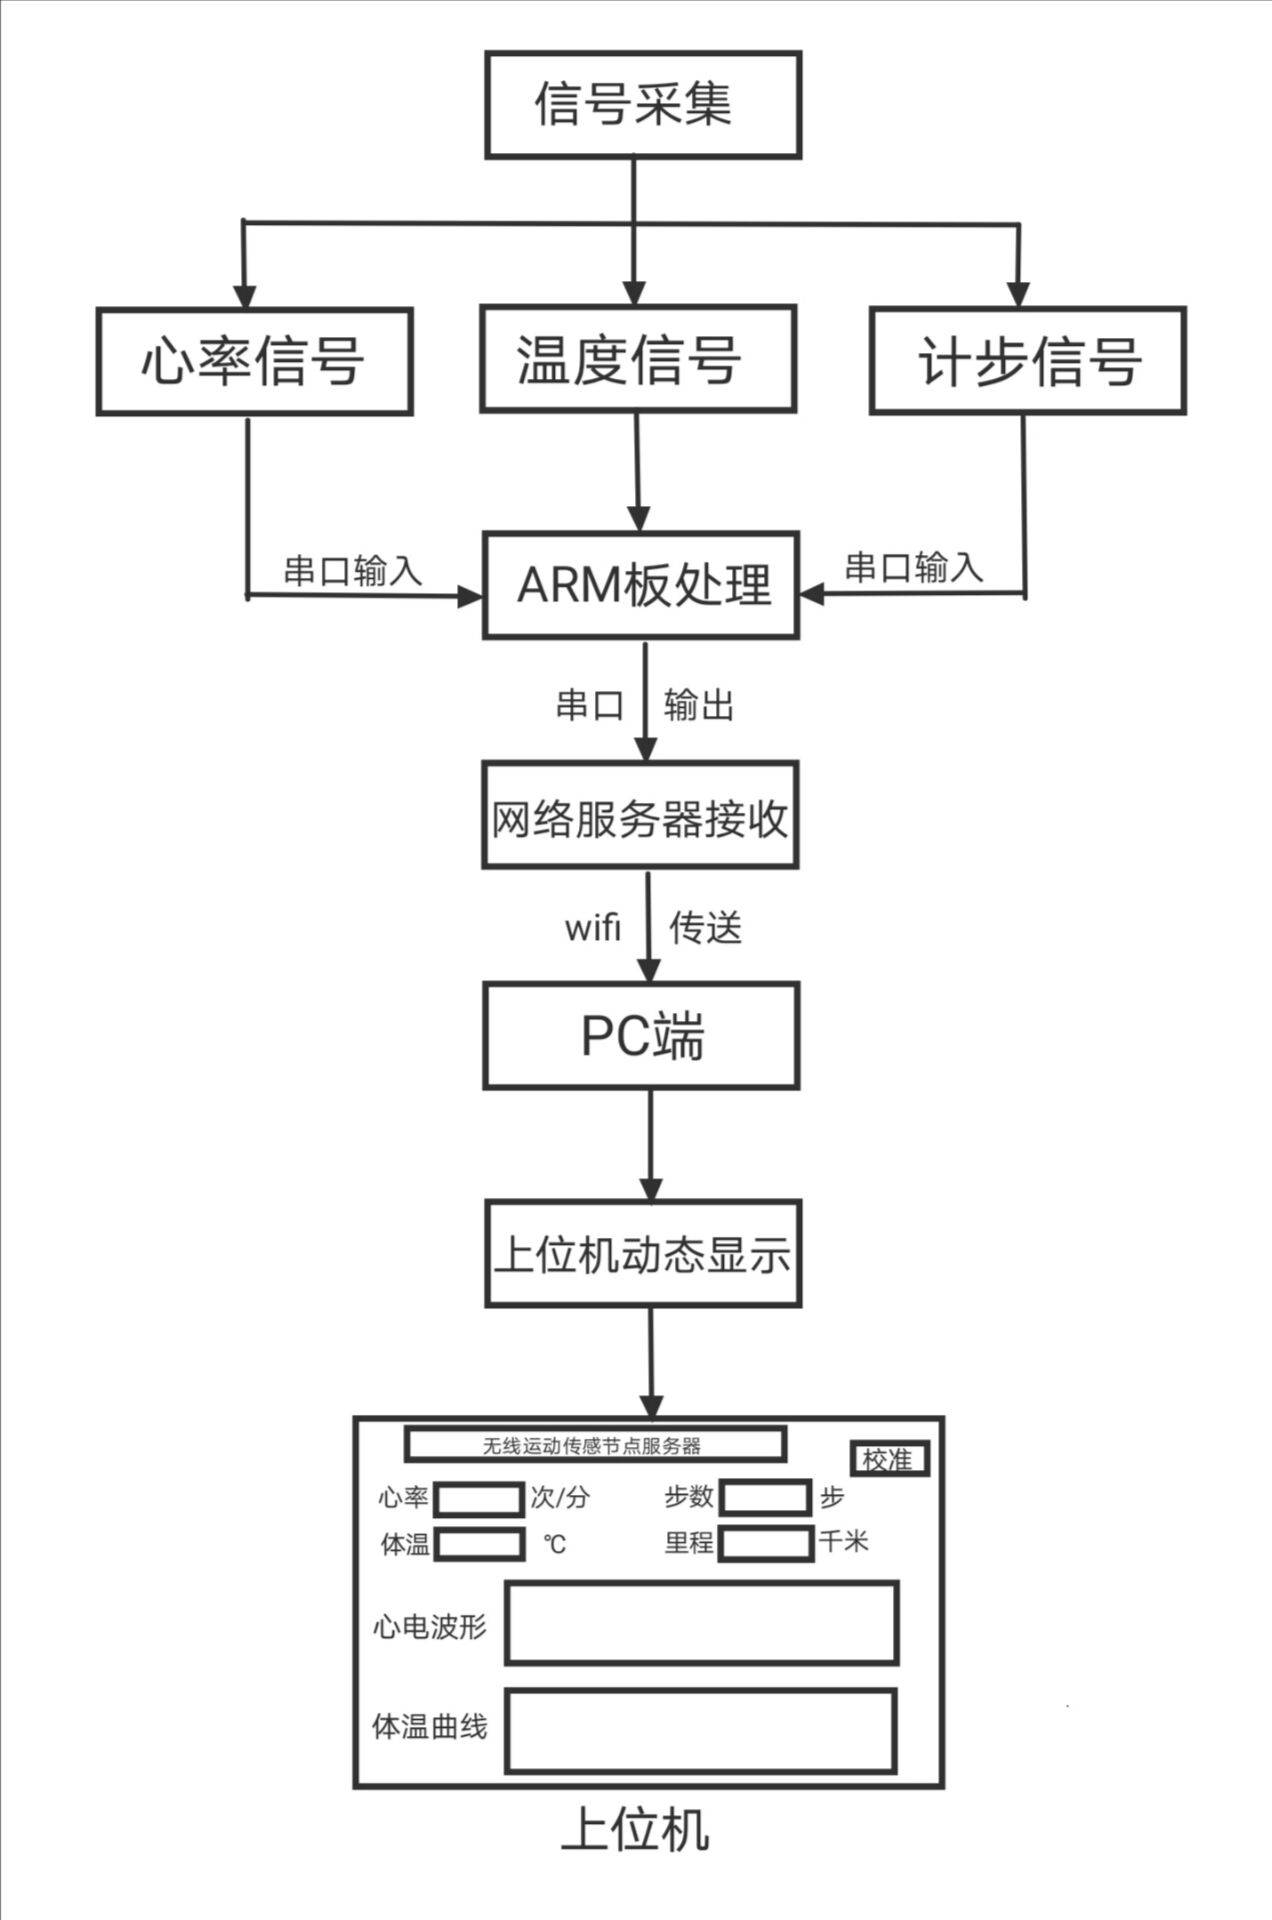 信号采集
心率信号
温度信号
计步信号
串口输入
ARM板处理
串口输入
串口 输出
网络服务器接收
wifi 传送
PC端
上位机动态显示
无线运动传感节点服务器
校准
心率 次/分
步数 步
体温 ℃
里程 千米
心电波形
体温曲线
上位机